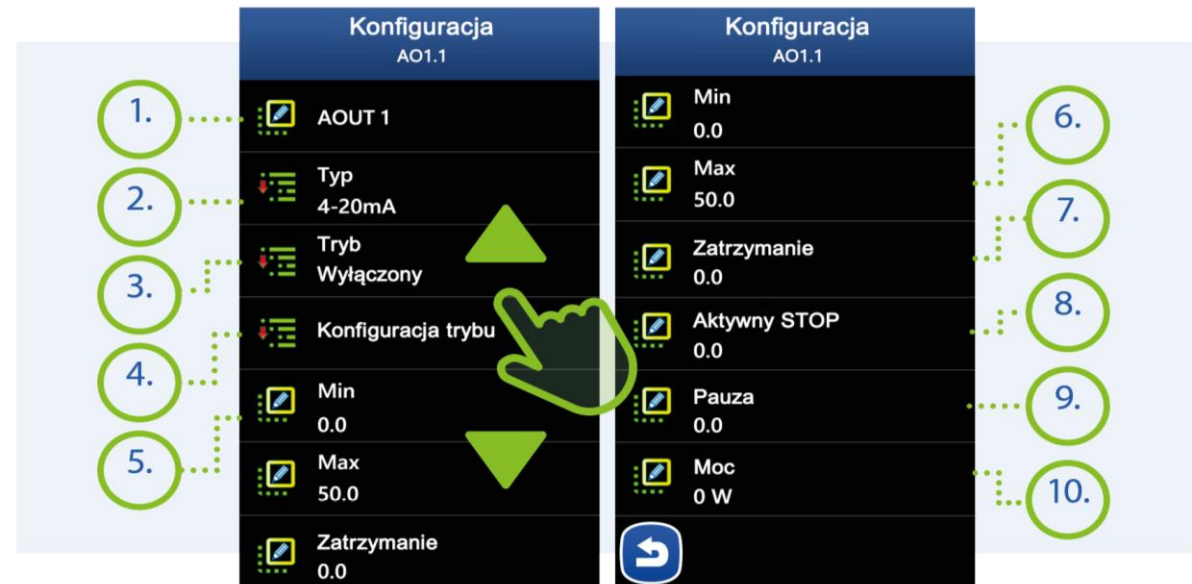 Konfiguracja
AO1.1
1.
AOUT 1
2.
Typ
4-20mA
3.
Tryb
Wyłączony
4.
Konfiguracja trybu
5.
Min
0.0
Max
50.0
Zatrzymanie
0.0
Konfiguracja
AO1.1
Min
0.0
6.
Max
50.0
7.
Zatrzymanie
0.0
8.
Aktywny STOP
0.0
9.
Pauza
0.0
10.
Moc
0 W